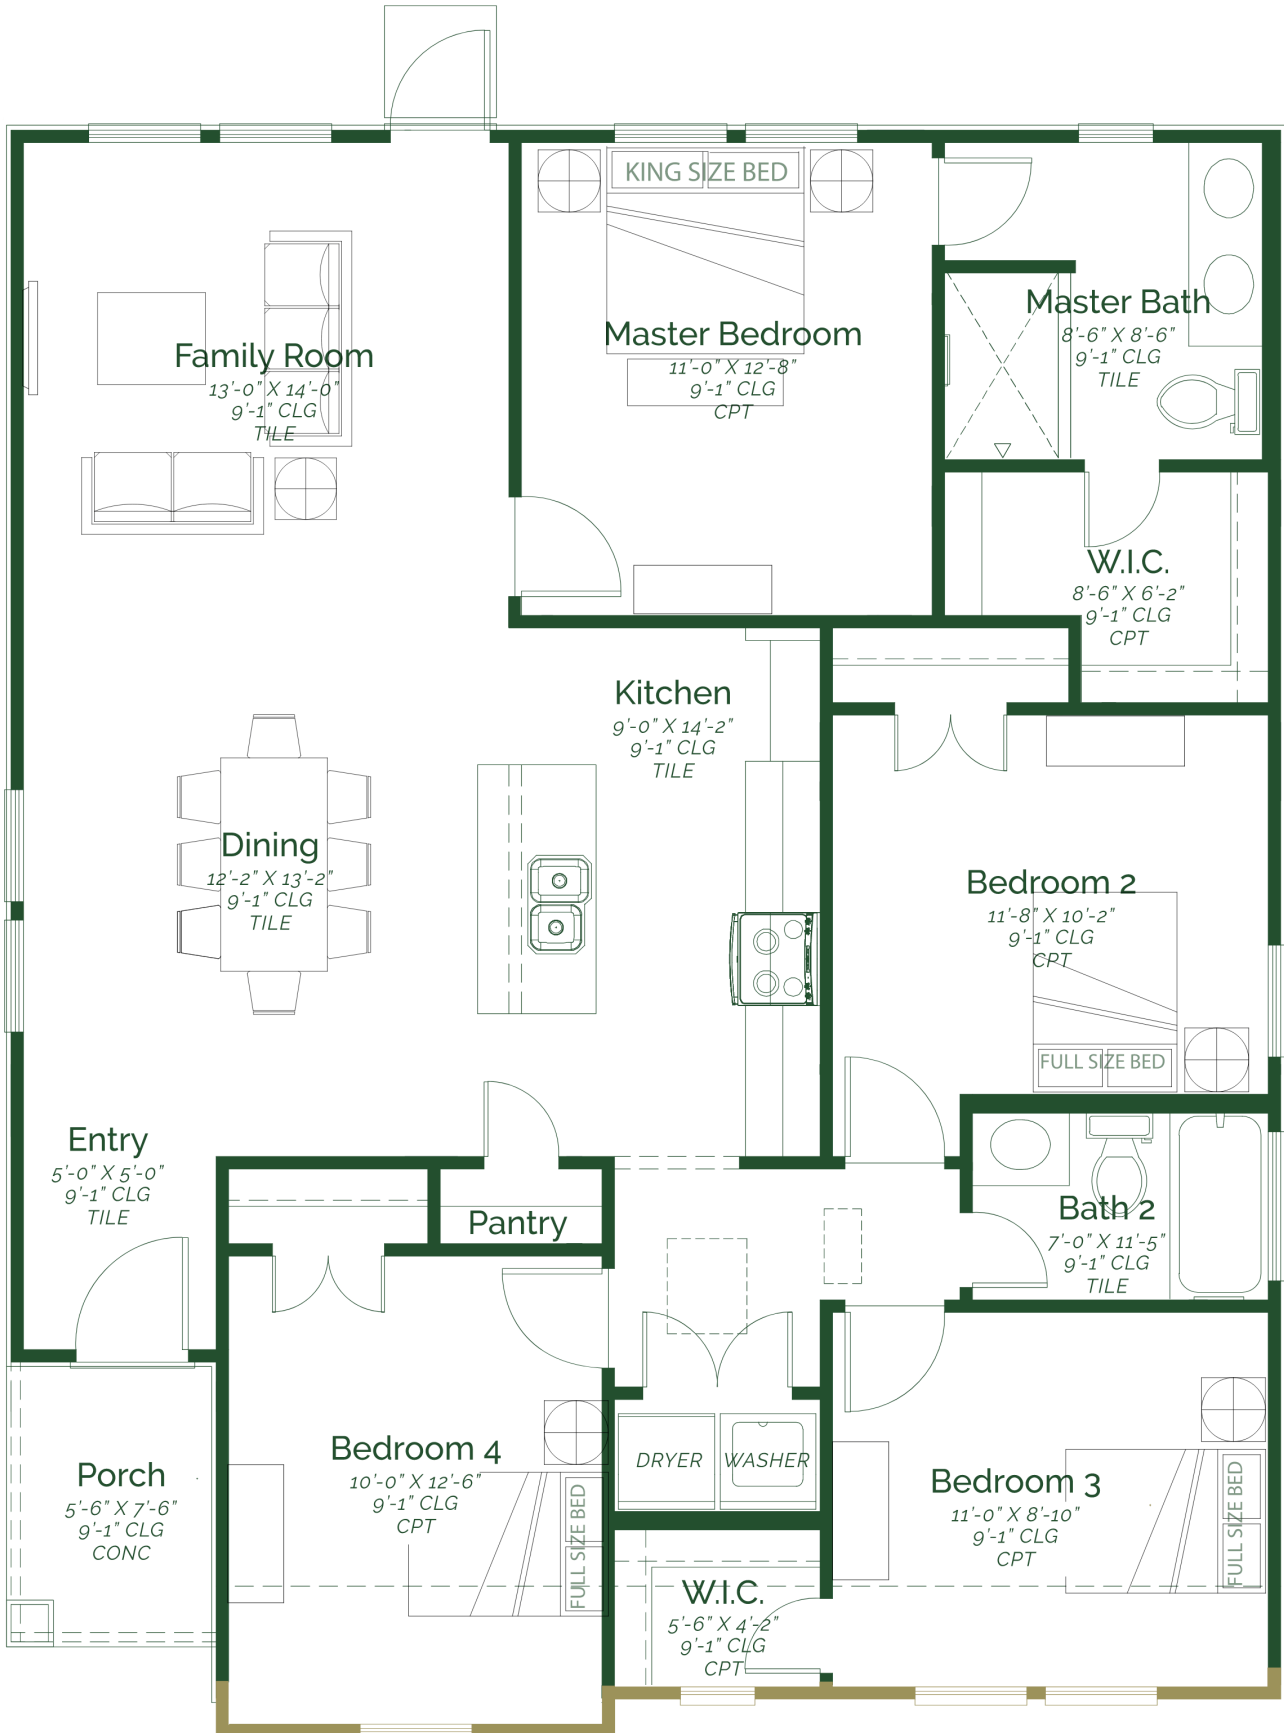 KING SIZE BED
Master Bath
8'-6" X 8'-6"
9'-1" CLG
TILE
Master Bedroom
11'-0" X 12'-8"
9'-1" CLG
CPT
Family Room
13'-0" X 14'-0"
9'-1" CLG
TILE
W.I.C.
8'-6" X 6'-2"
9'-1" CLG
CPT
Kitchen
9'-0" X 14'-2"
9'-1" CLG
TILE
Dining
12'-2" X 13'-2"
9'-1" CLG
TILE
Bedroom 2
11'-8" X 10'-2"
9'-1" CLG
CPT
FULL SIZE BED
Entry
5'-0" X 5'-0"
9'-1" CLG
TILE
Pantry
Bath 2
7'-0" X 11'-5"
9'-1" CLG
TILE
Bedroom 4
10'-0" X 12'-6"
9'-1" CLG
CPT
FULL SIZE BED
DRYER
WASHER
Porch
5'-6" X 7'-6"
9'-1" CLG
CONC
Bedroom 3
11'-0" X 8'-10"
9'-1" CLG
CPT
FULL SIZE BED
W.I.C.
5'-6" X 4'-2"
9'-1" CLG
CPT